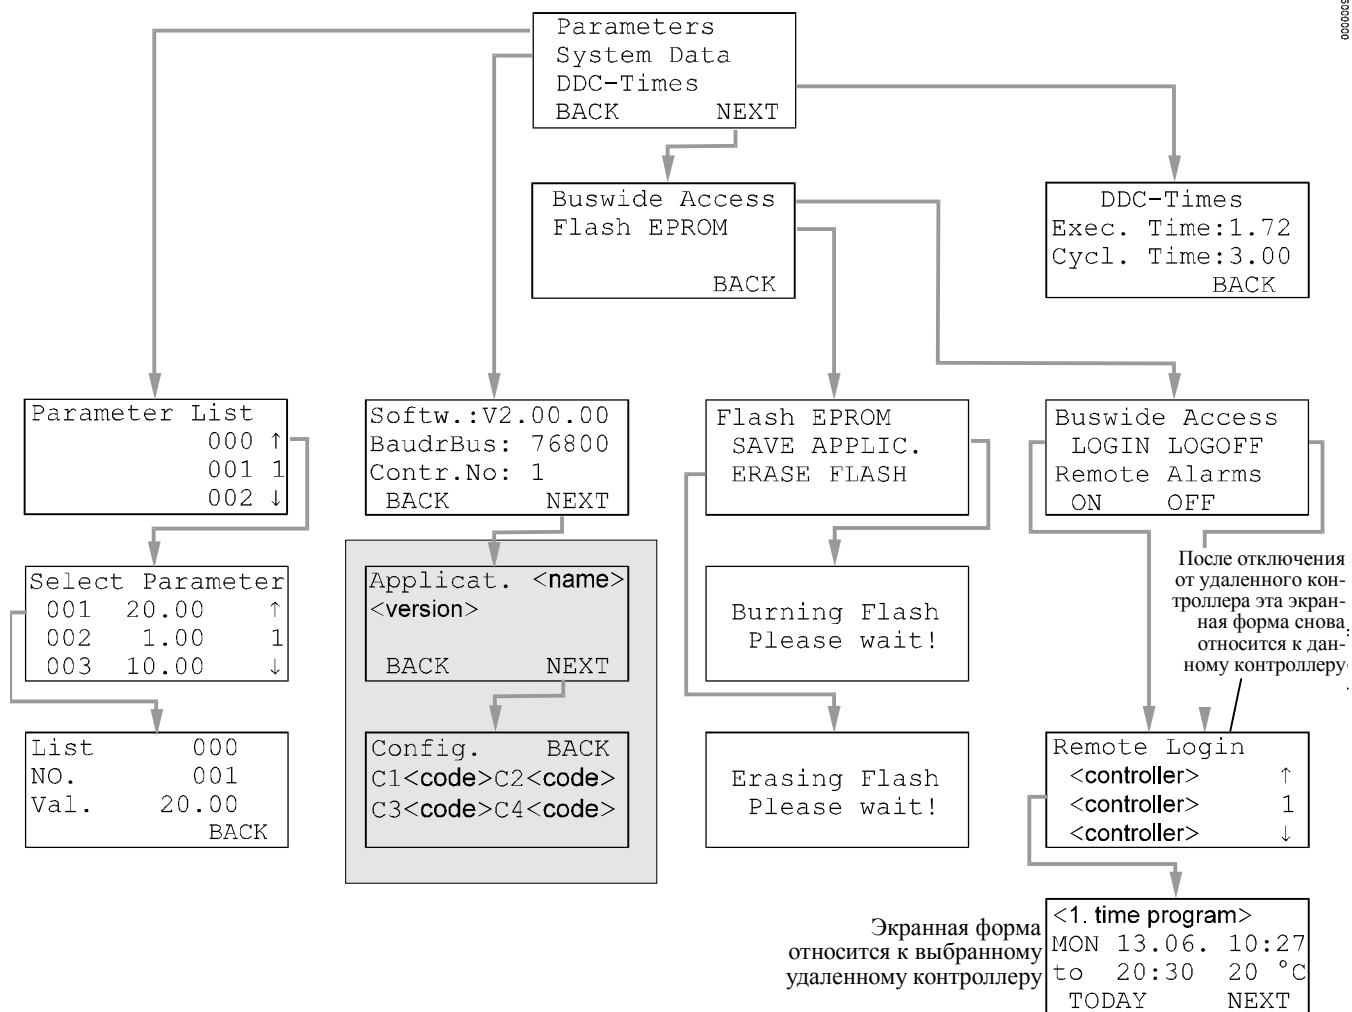 6000000
Parameters
System Data
DDC-Times
BACK NEXT
Buswide Access
Flash EPROM
BACK
DDC-Times
Exec. Time:1.72
Cycl. Time:3.00
BACK
Parameter List
000 ↑
001 1
002 ↓
Softw.:V2.00.00
BaudrBus: 76800
Contr.No: 1
BACK NEXT
Flash EPROM
SAVE APPLIC.
ERASE FLASH
Buswide Access
LOGIN LOGOFF
Remote Alarms
ON OFF
Select Parameter
001 20.00 ↑
002 1.00 1
003 10.00 ↓
Applicat. <name>
<version>
BACK NEXT
Burning Flash
Please wait!
После отключения
от удаленного кон-
троллера эта экран-
ная форма снова
относится к дан-
ному контроллеру
List 000
NO. 001
Val. 20.00
BACK
Config. BACK
C1<code>C2<code>
C3<code>C4<code>
Erasing Flash
Please wait!
Remote Login
<controller> ↑
<controller> 1
<controller> ↓
Экранная форма
относится к выбранному
удаленному контроллеру
<1. time program>
MON 13.06. 10:27
to 20:30 20 °C
TODAY NEXT